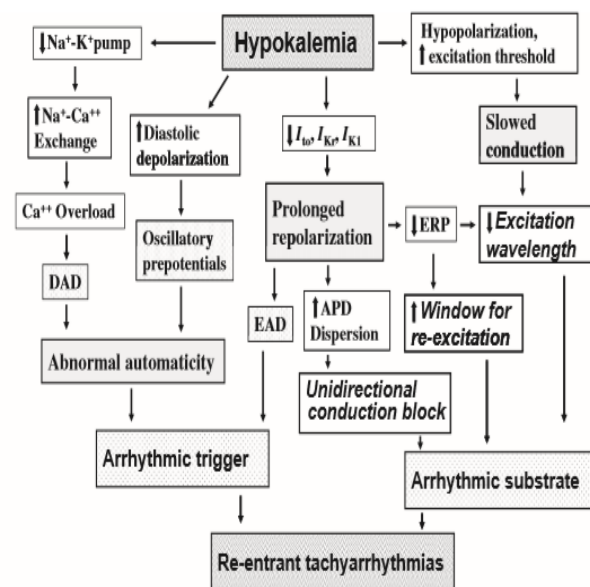 Hypokalemia
↓Na⁺-K⁺pump
Hypopolarization,
↑ excitation threshold
↑Na⁺-Ca⁺⁺
Exchange
↑Diastolic
depolarization
↓Ito, IKr, IK1
Slowed
conduction
Ca⁺⁺ Overload
Oscillatory
prepotentials
Prolonged
repolarization
↓ERP
↓Excitation
wavelength
DAD
EAD
↑ APD
Dispersion
↑Window for
re-excitation
Abnormal automaticity
Unidirectional
conduction block
Arrhythmic trigger
Arrhythmic substrate
Re-entrant tachyarrhythmias